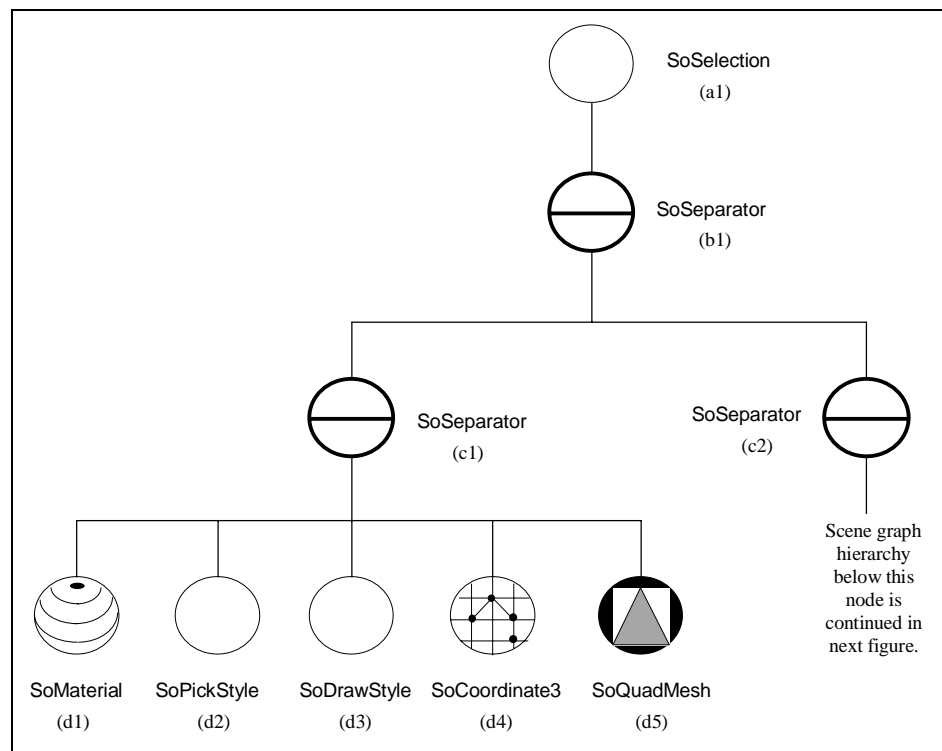 SoSelection
(a1)
SoSeparator
(b1)
SoSeparator
(c1)
SoSeparator
(c2)
Scene graph
hierarchy
below this
node is
continued in
next figure.
SoMaterial
(d1)
SoPickStyle
(d2)
SoDrawStyle
(d3)
SoCoordinate3
(d4)
SoQuadMesh
(d5)